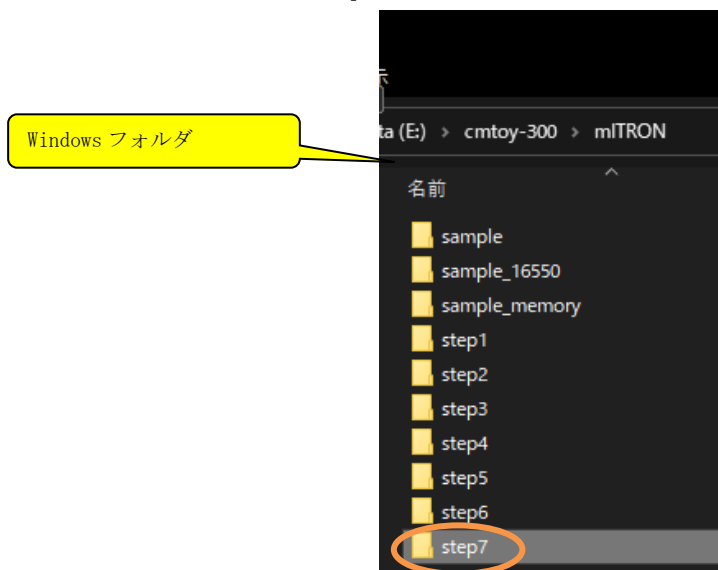 Windows フォルダ
ta (E:) › cmtoy-300 › mITRON
名前
sample
sample_16550
sample_memory
step1
step2
step3
step4
step5
step6
step7